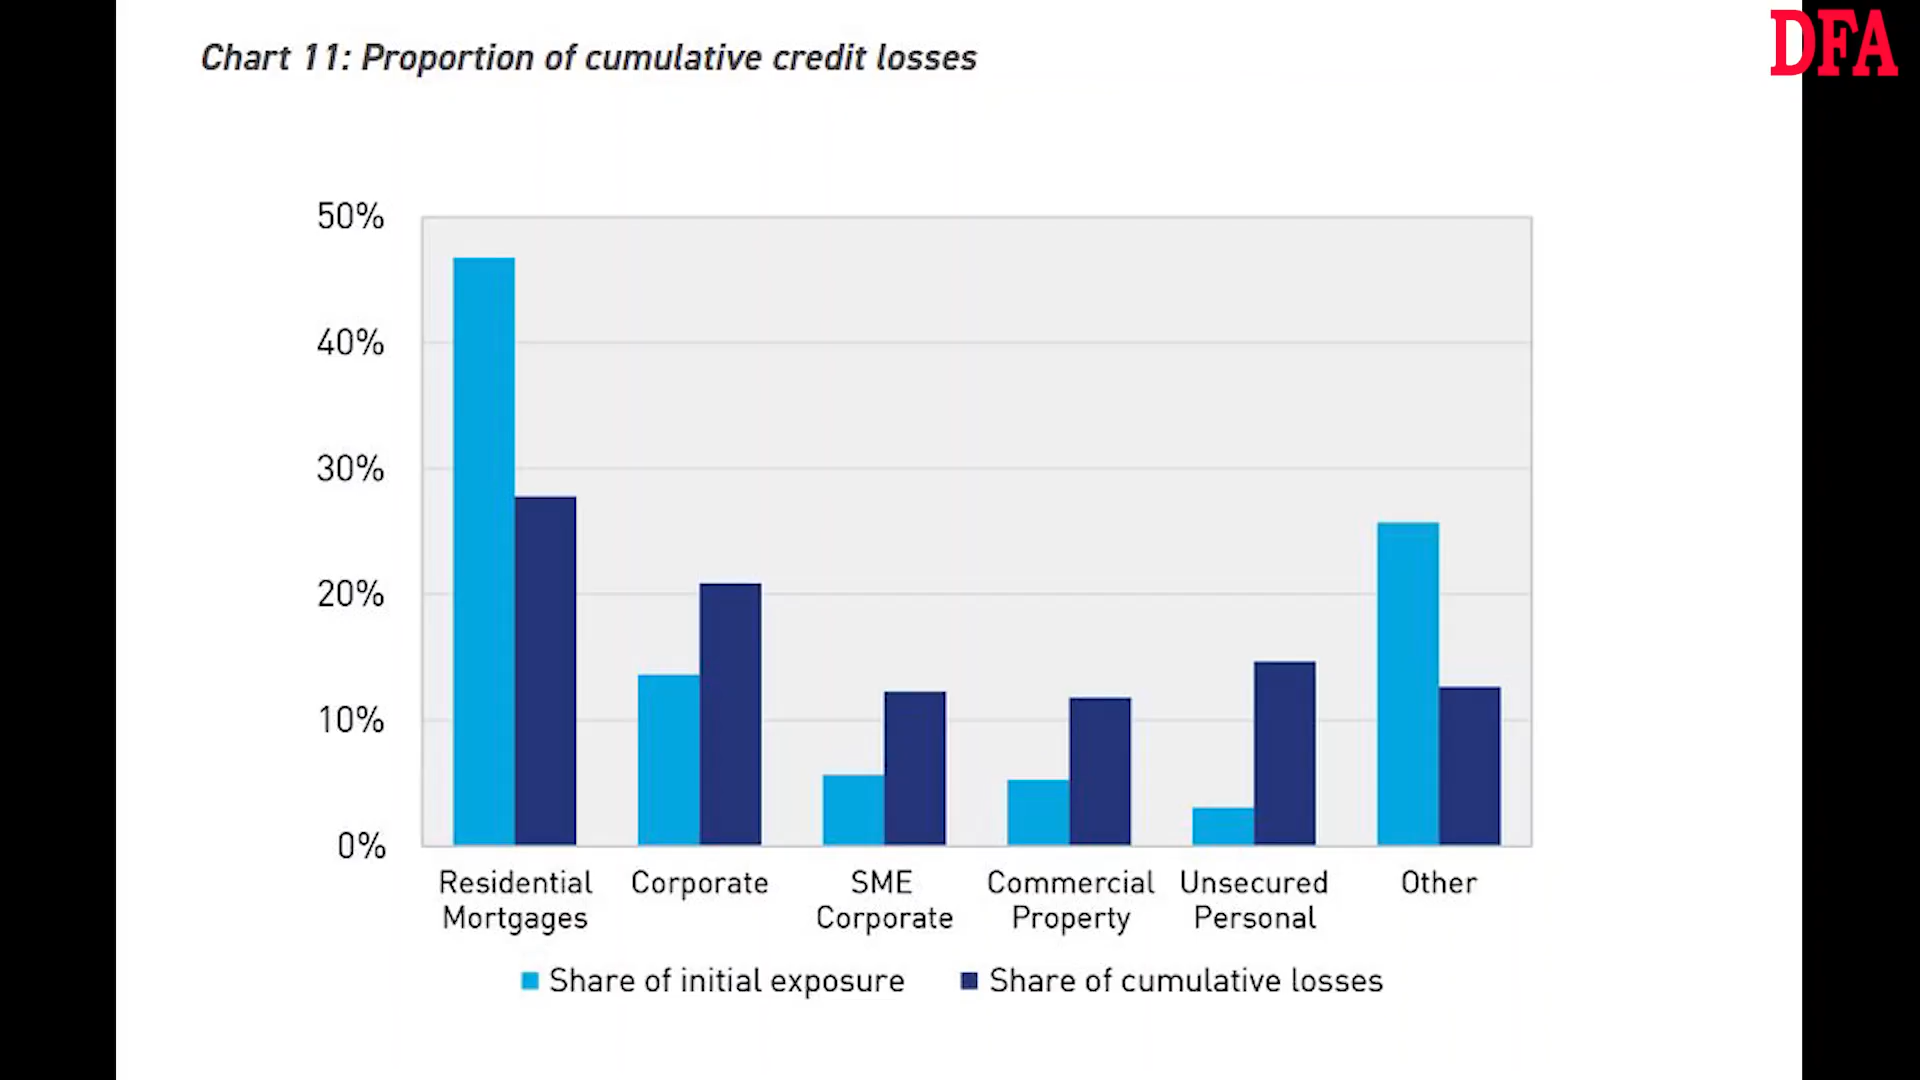 DFA
Chart 11: Proportion of cumulative credit losses
50%
40%
30%
20%
10%
0%
Residential
Mortgages
Corporate
SME
Corporate
Commercial
Property
Unsecured
Personal
Other
Share of initial exposure
Share of cumulative losses